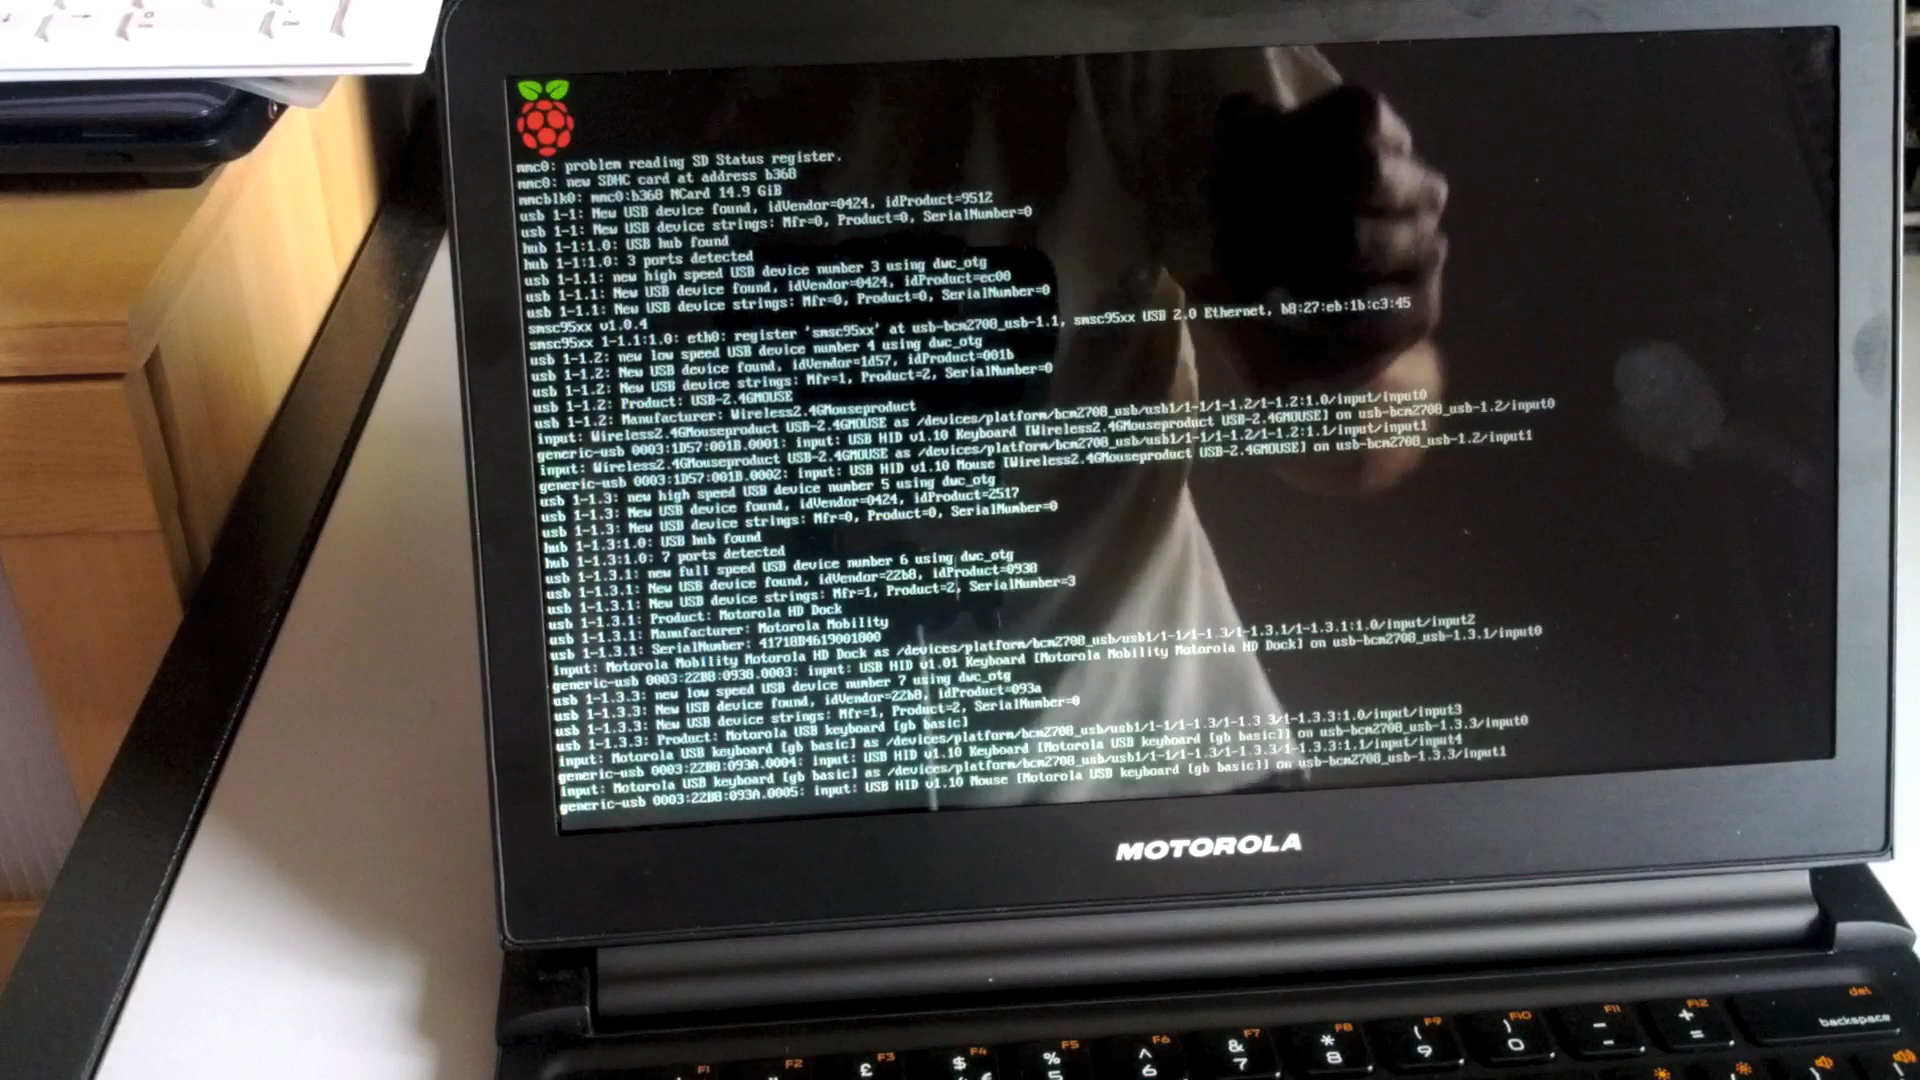 mmc0: problem reading SD Status register.
mmc0: new SDHC card at address b368
mmcblk0: mmc0:b368 NCard 14.9 GiB
usb 1-1: New USB device found, idVendor=0424, idProduct=9512
usb 1-1: New USB device strings: Mfr=0, Product=0, SerialNumber=0
hub 1-1:1.0: USB hub found
hub 1-1:1.0: 3 ports detected
usb 1-1.1: new high speed USB device number 3 using dwc_otg
usb 1-1.1: New USB device found, idVendor=0424, idProduct=ec00
usb 1-1.1: New USB device strings: Mfr=0, Product=0, SerialNumber=0
smsc95xx v1.0.4
smsc95xx 1-1.1:1.0: eth0: register 'smsc95xx' at usb-bcm2708_usb-1.1, smsc95xx USB 2.0 Ethernet, b8:27:eb:1b:c3:45
usb 1-1.2: new low speed USB device number 4 using dwc_otg
usb 1-1.2: New USB device found, idVendor=1d57, idProduct=001b
usb 1-1.2: New USB device strings: Mfr=1, Product=2, SerialNumber=0
usb 1-1.2: Product: USB-2.4GMOUSE
usb 1-1.2: Manufacturer: Wireless2.4GMouseproduct
input: Wireless2.4GMouseproduct USB-2.4GMOUSE as /devices/platform/bcm2708_usb/usb1/1-1/1-1.2/1-1.2:1.0/input/input0
generic-usb 0003:1D57:001B.0001: input: USB HID v1.10 Keyboard [Wireless2.4GMouseproduct USB-2.4GMOUSE] on usb-bcm2708_usb-1.2/input0
input: Wireless2.4GMouseproduct USB-2.4GMOUSE as /devices/platform/bcm2708_usb/usb1/1-1/1-1.2/1-1.2:1.1/input/input1
generic-usb 0003:1D57:001B.0002: input: USB HID v1.10 Mouse [Wireless2.4GMouseproduct USB-2.4GMOUSE] on usb-bcm2708_usb-1.2/input1
usb 1-1.3: new high speed USB device number 5 using dwc_otg
usb 1-1.3: New USB device found, idVendor=0424, idProduct=2517
usb 1-1.3: New USB device strings: Mfr=0, Product=0, SerialNumber=0
hub 1-1.3:1.0: USB hub found
hub 1-1.3:1.0: 7 ports detected
usb 1-1.3.1: new full speed USB device number 6 using dwc_otg
usb 1-1.3.1: New USB device found, idVendor=22b8, idProduct=0938
usb 1-1.3.1: New USB device strings: Mfr=1, Product=2, SerialNumber=3
usb 1-1.3.1: Product: Motorola HD Dock
usb 1-1.3.1: Manufacturer: Motorola Mobility
usb 1-1.3.1: SerialNumber: 41718B4619001800
input: Motorola Mobility Motorola HD Dock as /devices/platform/bcm2708_usb/usb1/1-1/1-1.3/1-1.3.1/1-1.3.1:1.0/input/input2
generic-usb 0003:22B8:0938.0003: input: USB HID v1.01 Keyboard [Motorola Mobility Motorola HD Dock] on usb-bcm2708_usb-1.3.1/input0
usb 1-1.3.3: new low speed USB device number 7 using dwc_otg
usb 1-1.3.3: New USB device found, idVendor=22b8, idProduct=093a
usb 1-1.3.3: New USB device strings: Mfr=1, Product=2, SerialNumber=0
usb 1-1.3.3: Product: Motorola USB keyboard [gb basic]
input: Motorola USB keyboard [gb basic] as /devices/platform/bcm2708_usb/usb1/1-1/1-1.3/1-1.3.3/1-1.3.3:1.0/input/input3
generic-usb 0003:22B8:093A.0004: input: USB HID v1.10 Keyboard [Motorola USB keyboard [gb basic]] on usb-bcm2708_usb-1.3.3/input0
input: Motorola USB keyboard [gb basic] as /devices/platform/bcm2708_usb/usb1/1-1/1-1.3/1-1.3.3/1-1.3.3:1.1/input/input4
generic-usb 0003:22B8:093A.0005: input: USB HID v1.10 Mouse [Motorola USB keyboard [gb basic]] on usb-bcm2708_usb-1.3.3/input1
MOTOROLA
F1 F2 F3 F4 F5 F6 F7 F8 F9 F10 F11 F12 del
£ $ % ^ & * ( ) - + backspace
€ 5 6 7 8 9 0 - =